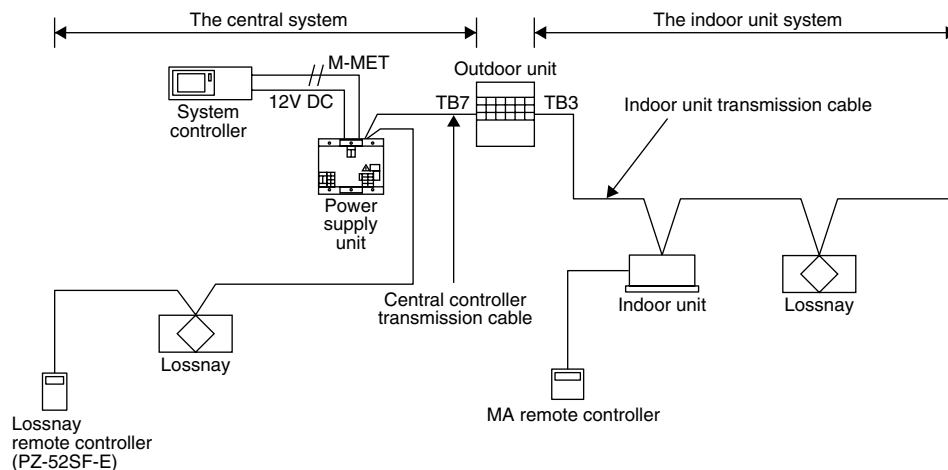 The central system
The indoor unit system
M-MET
12V DC
System
controller
Outdoor unit
TB7
TB3
Indoor unit transmission cable
Power
supply
unit
Central controller
transmission cable
Indoor unit
Lossnay
Lossnay
MA remote controller
Lossnay
remote controller
(PZ-52SF-E)